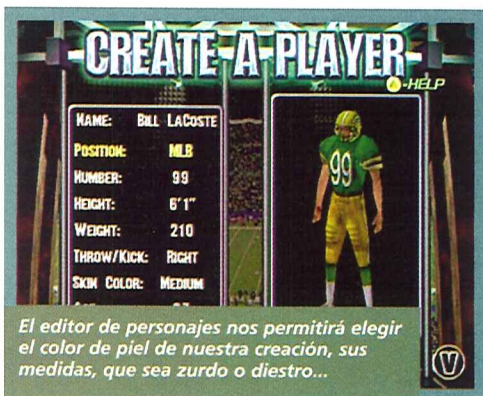 CREATE-A-PLAYER
-HELP
NAME: BILL LACOSTE
POSITION: MLB
NUMBER: 99
HEIGHT: 6'1"
WEIGHT: 210
THROW/KICK: RIGHT
SKIN COLOR: MEDIUM
99
El editor de personajes nos permitirá elegir
el color de piel de nuestra creación, sus
medidas, que sea zurdo o diestro...
V